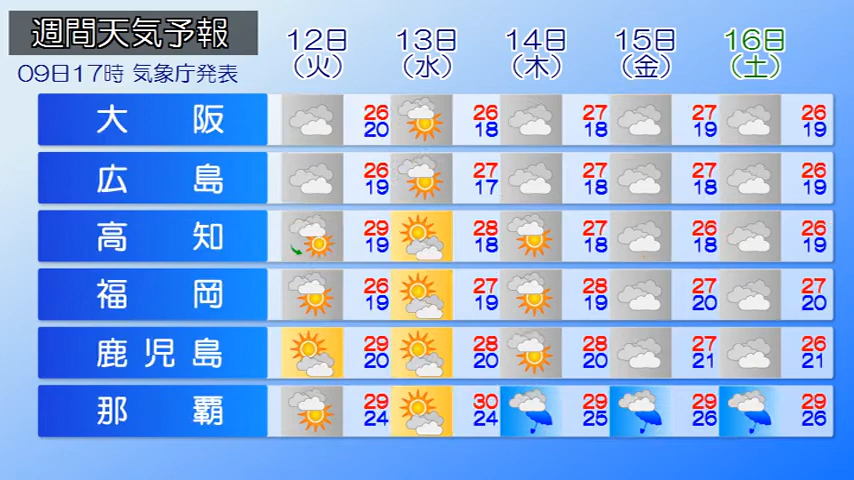 週間天気予報
09日17時 気象庁発表
12日 13日 14日 15日 16日
(火) (水) (木) (金) (土)
大阪 26 20 26 18 27 18 27 19 26 19
広島 26 19 27 17 27 18 27 18 26 19
高知 29 19 28 18 27 18 26 18 26 19
福岡 26 19 27 19 28 19 27 20 27 20
鹿児島 29 20 28 20 28 20 27 21 26 21
那覇 29 24 30 24 29 25 29 26 29 26